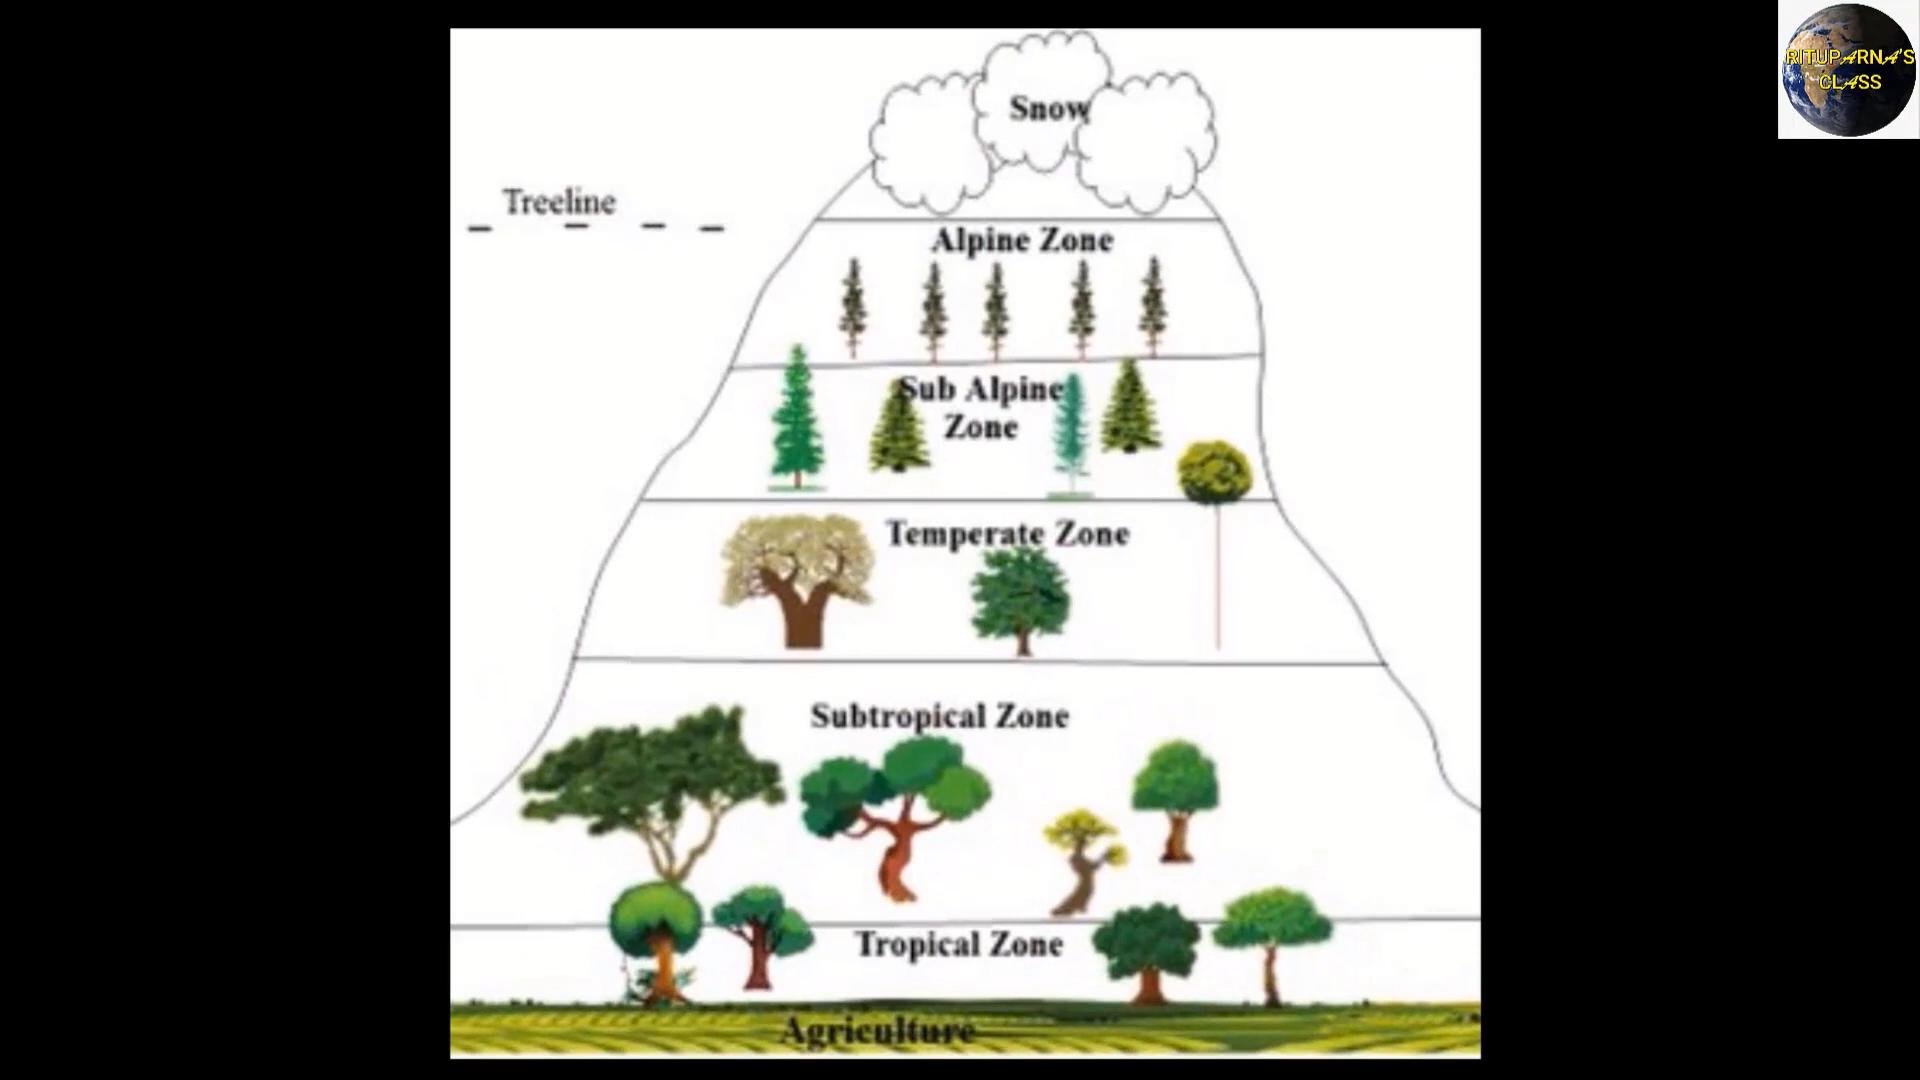 RITUPARNA'S
CLASS
Snow
Treeline
Alpine Zone
Sub Alpine
Zone
Temperate Zone
Subtropical Zone
Tropical Zone
Agriculture